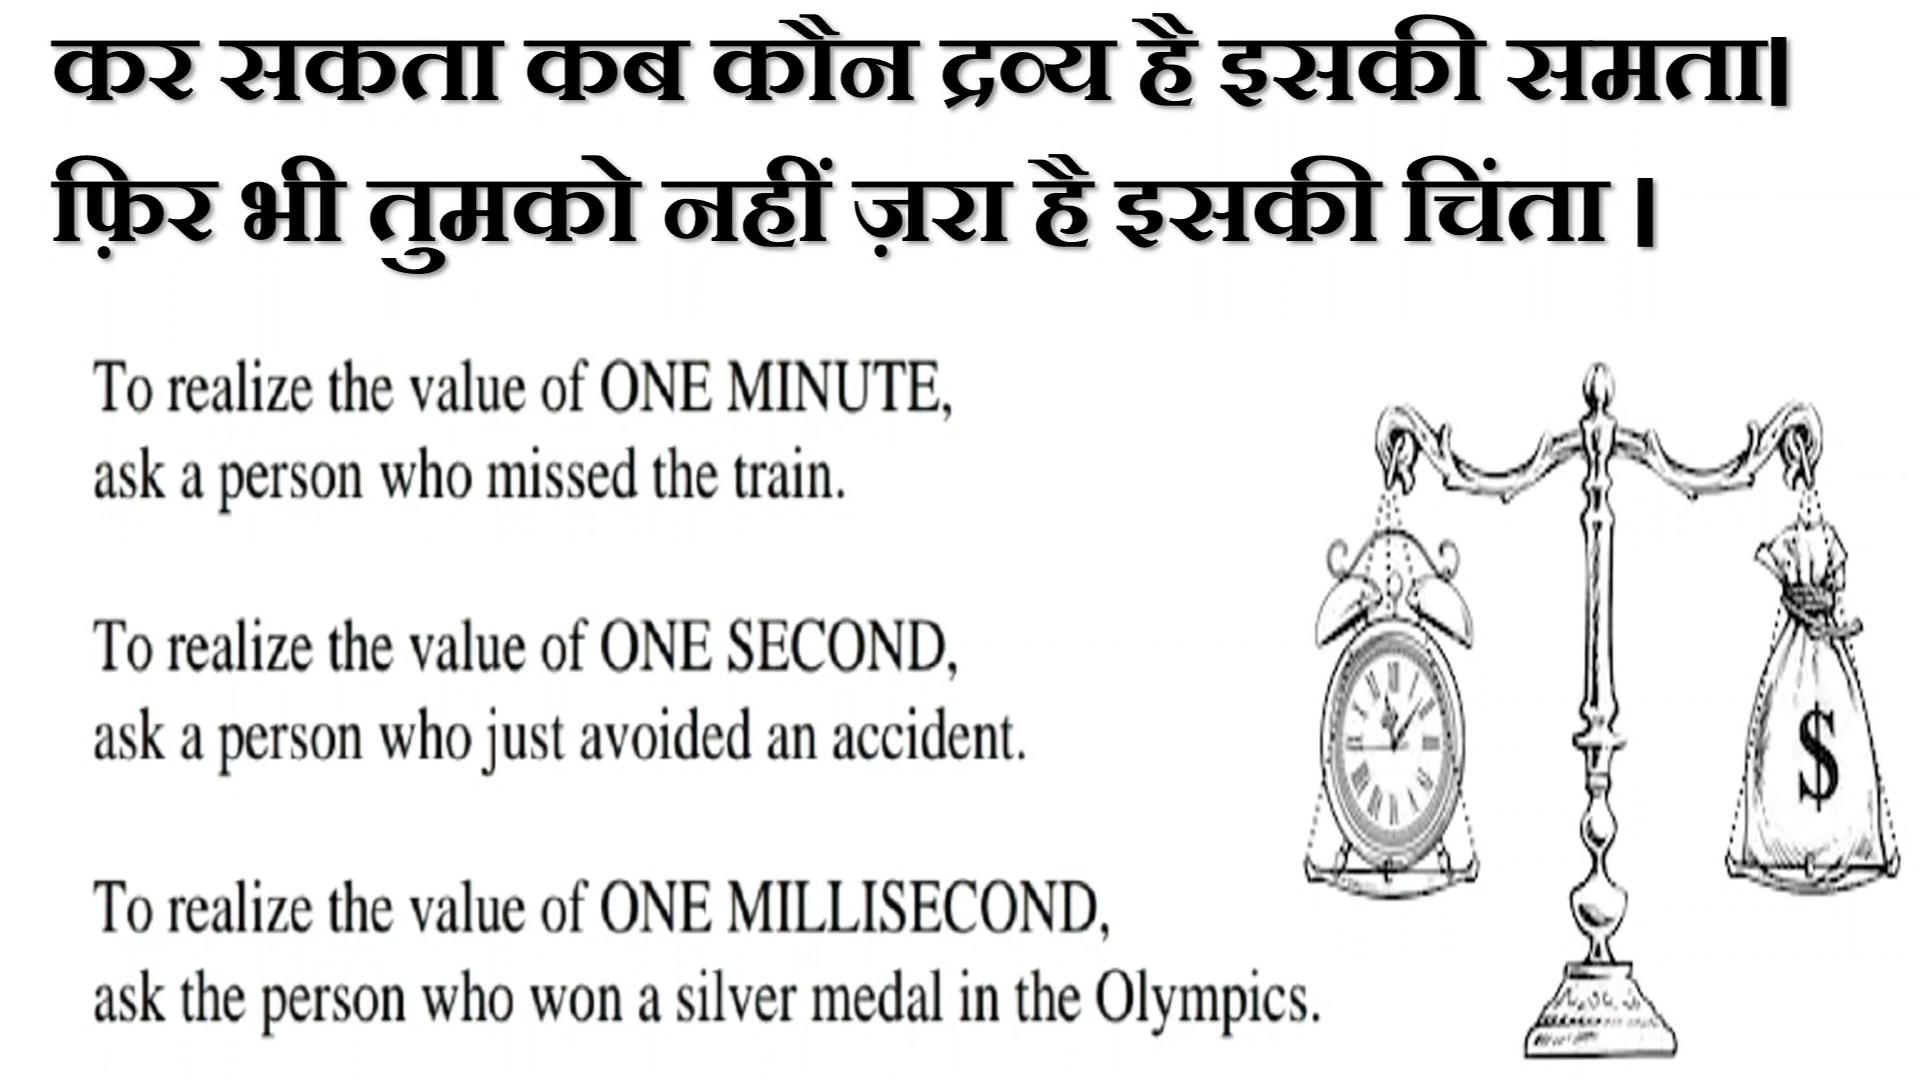 कर सकता कब कौन द्रव्य है इसकी समता।
फ़िर भी तुमको नहीं ज़रा है इसकी चिंता ।
To realize the value of ONE MINUTE,
ask a person who missed the train.
To realize the value of ONE SECOND,
ask a person who just avoided an accident.
To realize the value of ONE MILLISECOND,
ask the person who won a silver medal in the Olympics.
$